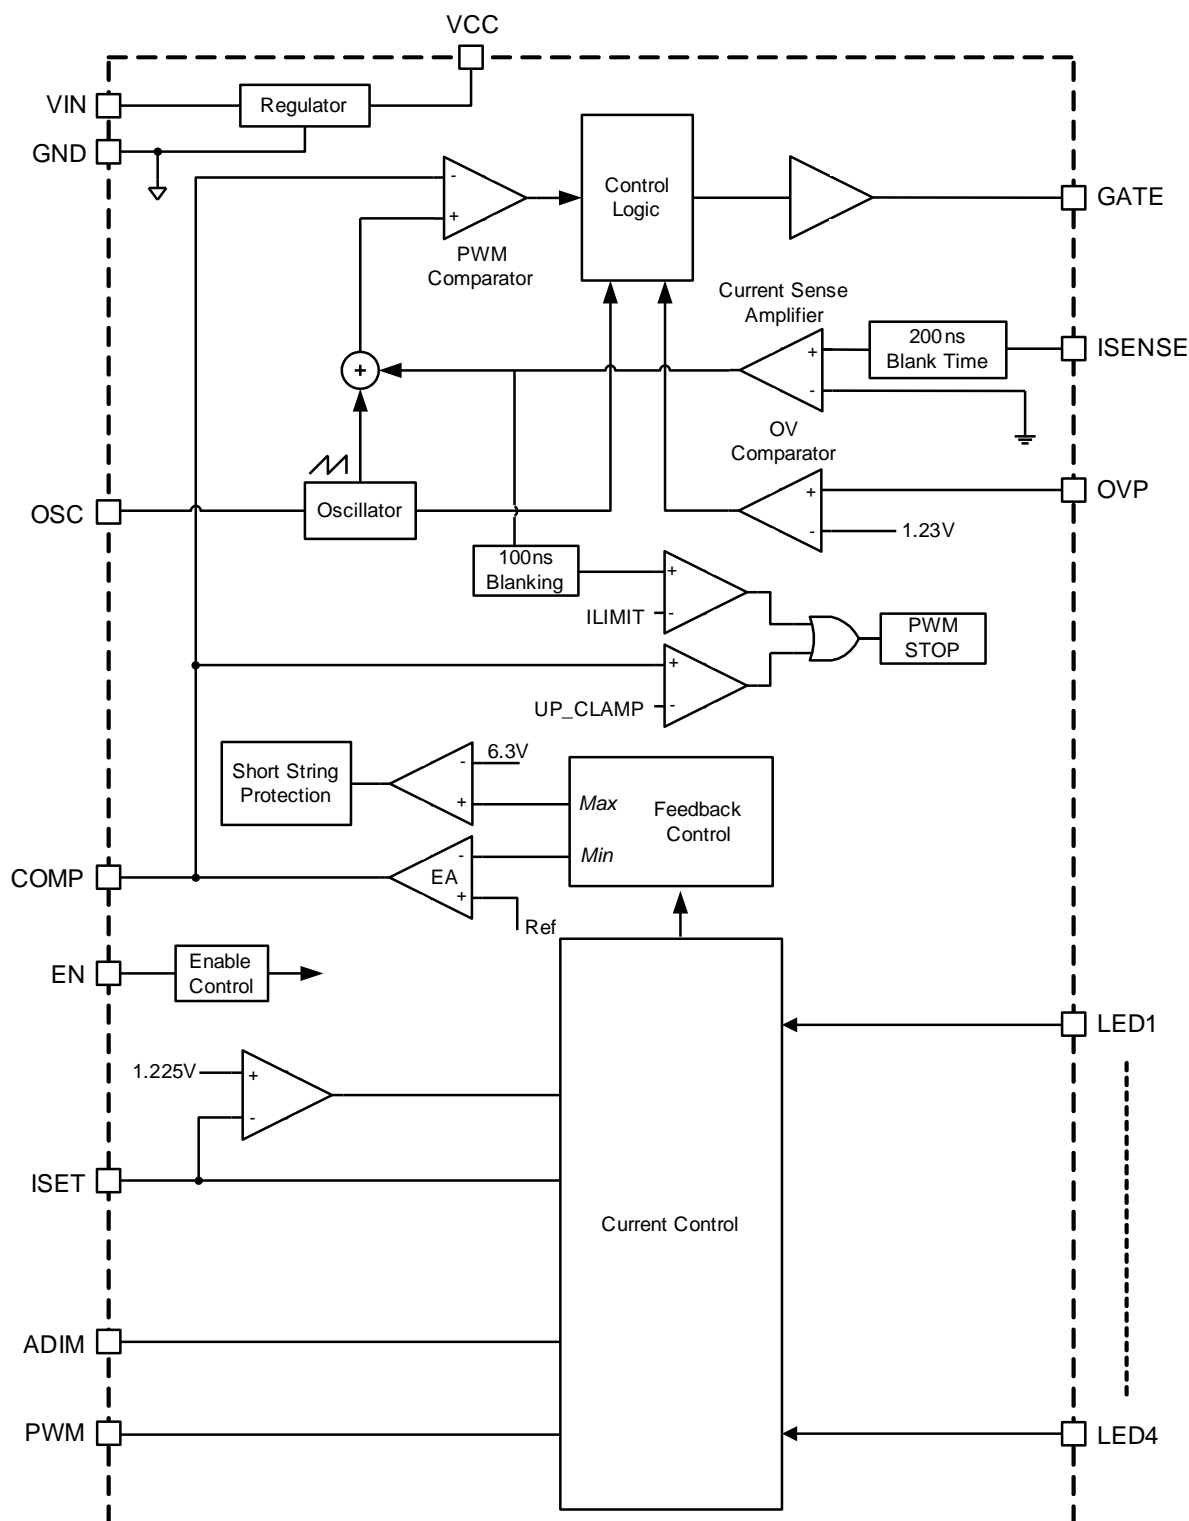 VCC
VIN
Regulator
GND
-
+
PWM
Comparator
Control
Logic
GATE
Current Sense
Amplifier
+
-
200ns
Blank Time
ISENSE
+
OV
Comparator
+
-
1.23V
OVP
OSC
Oscillator
100ns
Blanking
+
-
ILIMIT
PWM
STOP
+
-
UP_CLAMP
Short String
Protection
-
+
6.3V
Max
Feedback
Control
Min
COMP
EA
-
+
Ref
EN
Enable
Control
LED1
1.225V
+
-
ISET
Current Control
ADIM
PWM
LED4